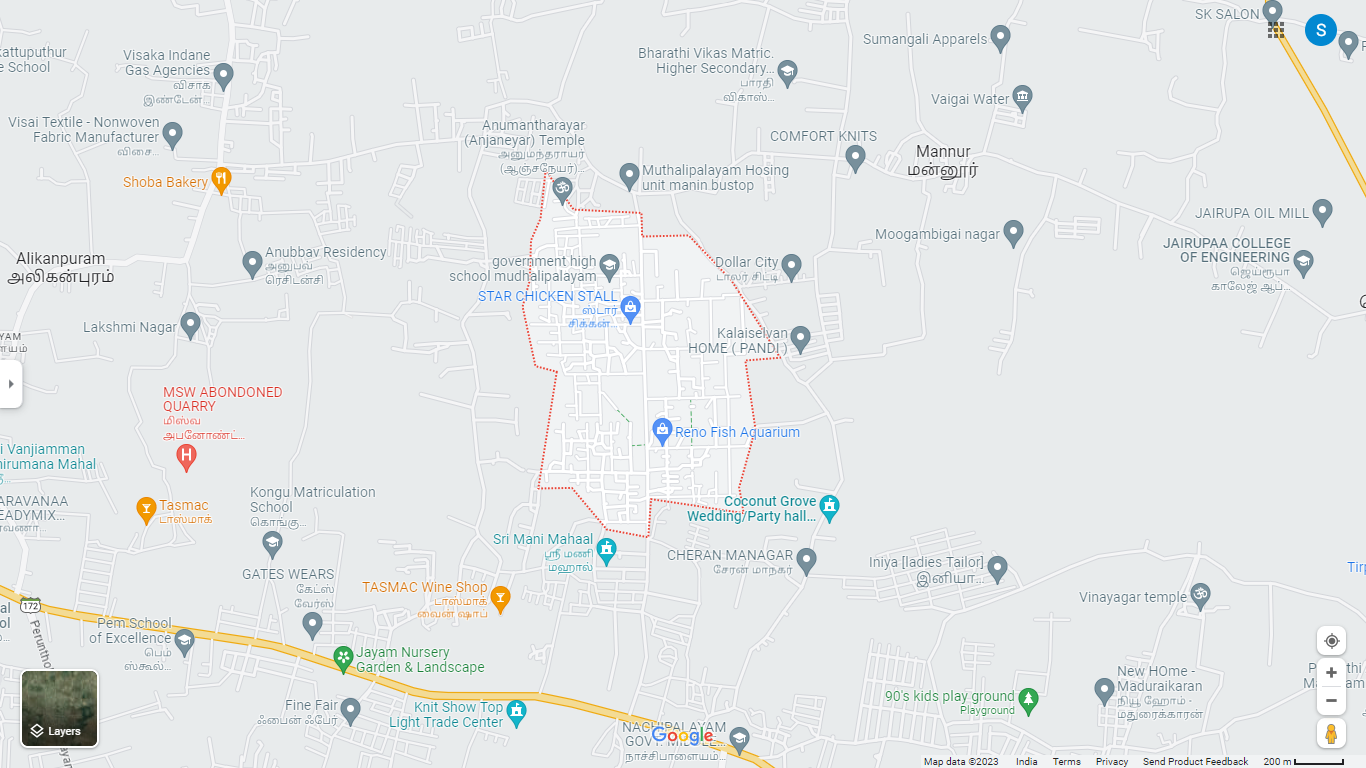 SK SALON
S
kattuputhur
e School
Visaka Indane
Gas Agencies
விசாக
இண்டேன்...
Bharathi Vikas Matric.
Higher Secondary...
பாரதி
விகாஸ்...
Sumangali Apparels
Vaigai Water
Visai Textile - Nonwoven
Fabric Manufacturer
விசை...
Anumantharayar
(Anjaneyar) Temple
அனுமந்தராயர்
(ஆஞ்சநேயர்)...
COMFORT KNITS
Mannur
மன்னூர்
Shoba Bakery
Muthalipalayam Hosing
unit manin bustop
JAIRUPA OIL MILL
Moogambigai nagar
JAIRUPAA COLLEGE
OF ENGINEERING
ஜெய்ரூபா
காலேஜ் ஆப்...
Alikanpuram
அலிகன்புரம்
Anubbav Residency
அனுபவ்
ரெசிடன்சி
government high
school mudhalipalayam
Dollar City
டாலர் சிட்டி
STAR CHICKEN STALL
ஸ்டார்
சிக்கன்...
Lakshmi Nagar
YAM
ளயம்
Kalaiselvan
HOME ( PANDI )
MSW ABONDONED
QUARRY
மிஸ்வ
அபனோண்ட்...
Reno Fish Aquarium
i Vanjiamman
hirumana Mahal
ARAVANAA
EADYMIX...
Tasmac
டாஸ்மாக்
Kongu Matriculation
School
கொங்கு...
Coconut Grove
Wedding/Party hall...
Sri Mani Mahaal
ஸ்ரீ மணி
மஹால்
CHERAN MANAGAR
சேரன் மாநகர்
Iniya [ladies Tailor]
இனியா...
Tirp
GATES WEARS
கேட்ஸ்
வேர்ஸ்
TASMAC Wine Shop
டாஸ்மாக்
வைன் ஷாப்
Vinayagar temple
172
Peruntho
Pem School
of Excellence
பெம்
ஸ்கூல்...
Jayam Nursery
Garden & Landscape
New HOme -
Maduraikaran
நியூ ஹோம் -
மதுரைக்காரன்
90's kids play ground
Playground
Fine Fair
ஃபைன் ஃபேர்
Knit Show Top
Light Trade Center
NACHIPALAYAM
GOVT. MIDDLE...
நாச்சிபாளையம்...
Google
Layers
Map data ©2023 India Terms Privacy Send Product Feedback 200 m